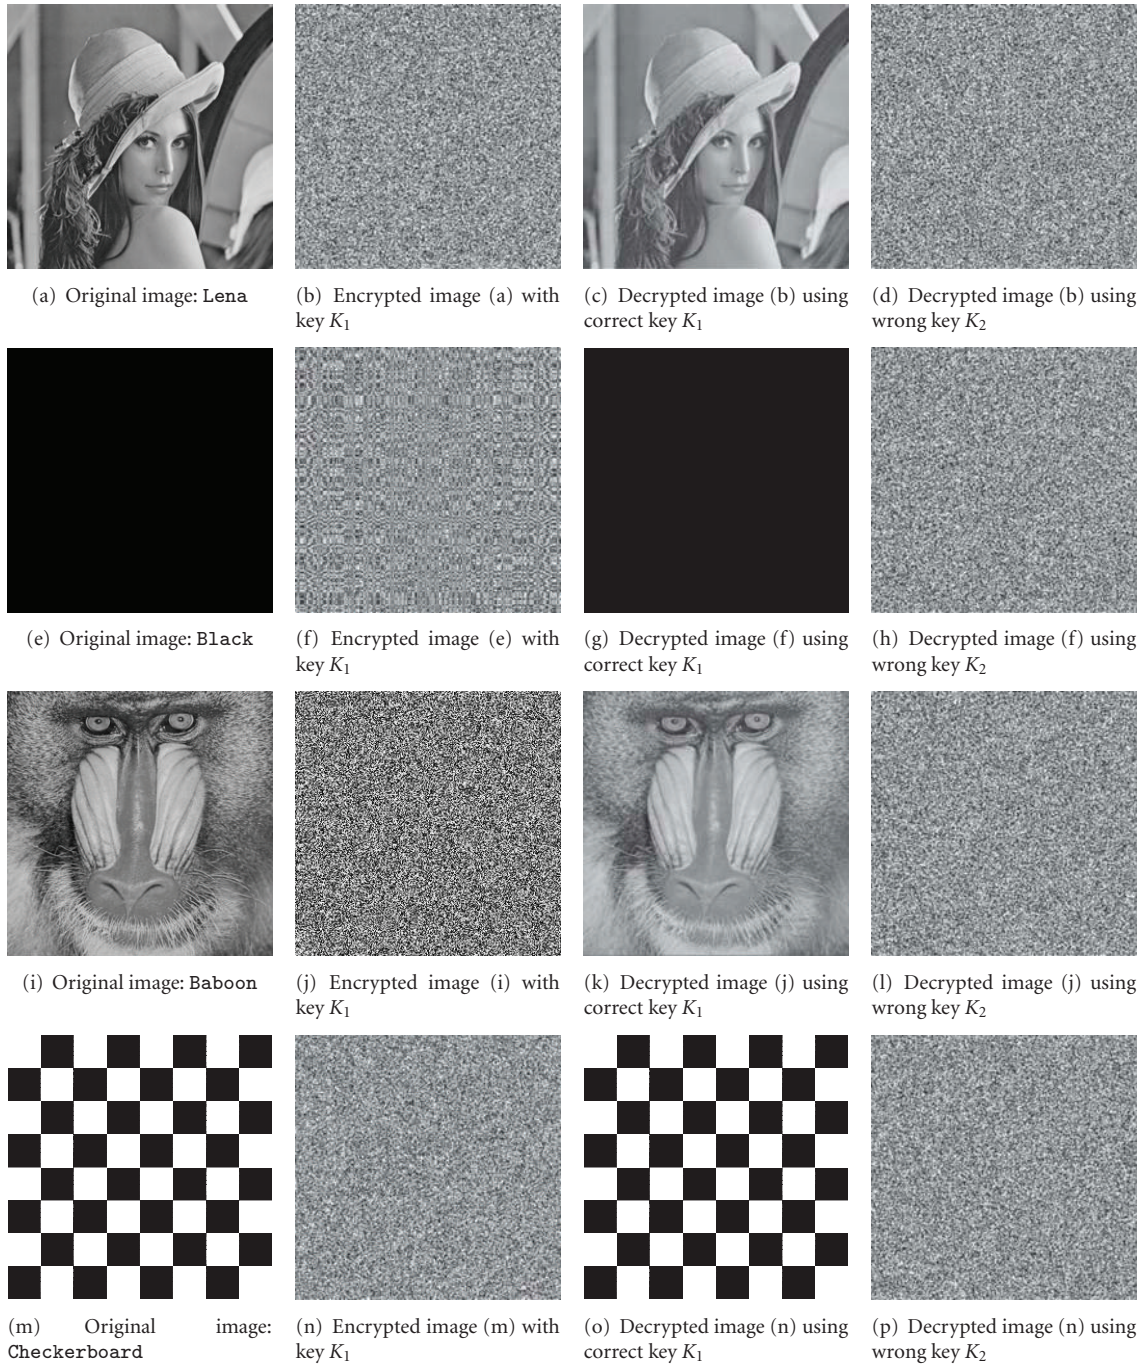 (a) Original image: Lena
(b) Encrypted image (a) with
key K1
(c) Decrypted image (b) using
correct key K1
(d) Decrypted image (b) using
wrong key K2
(e) Original image: Black
(f) Encrypted image (e) with
key K1
(g) Decrypted image (f) using
correct key K1
(h) Decrypted image (f) using
wrong key K2
(i) Original image: Baboon
(j) Encrypted image (i) with
key K1
(k) Decrypted image (j) using
correct key K1
(l) Decrypted image (j) using
wrong key K2
(m) Original image:
Checkerboard
(n) Encrypted image (m) with
key K1
(o) Decrypted image (n) using
correct key K1
(p) Decrypted image (n) using
wrong key K2